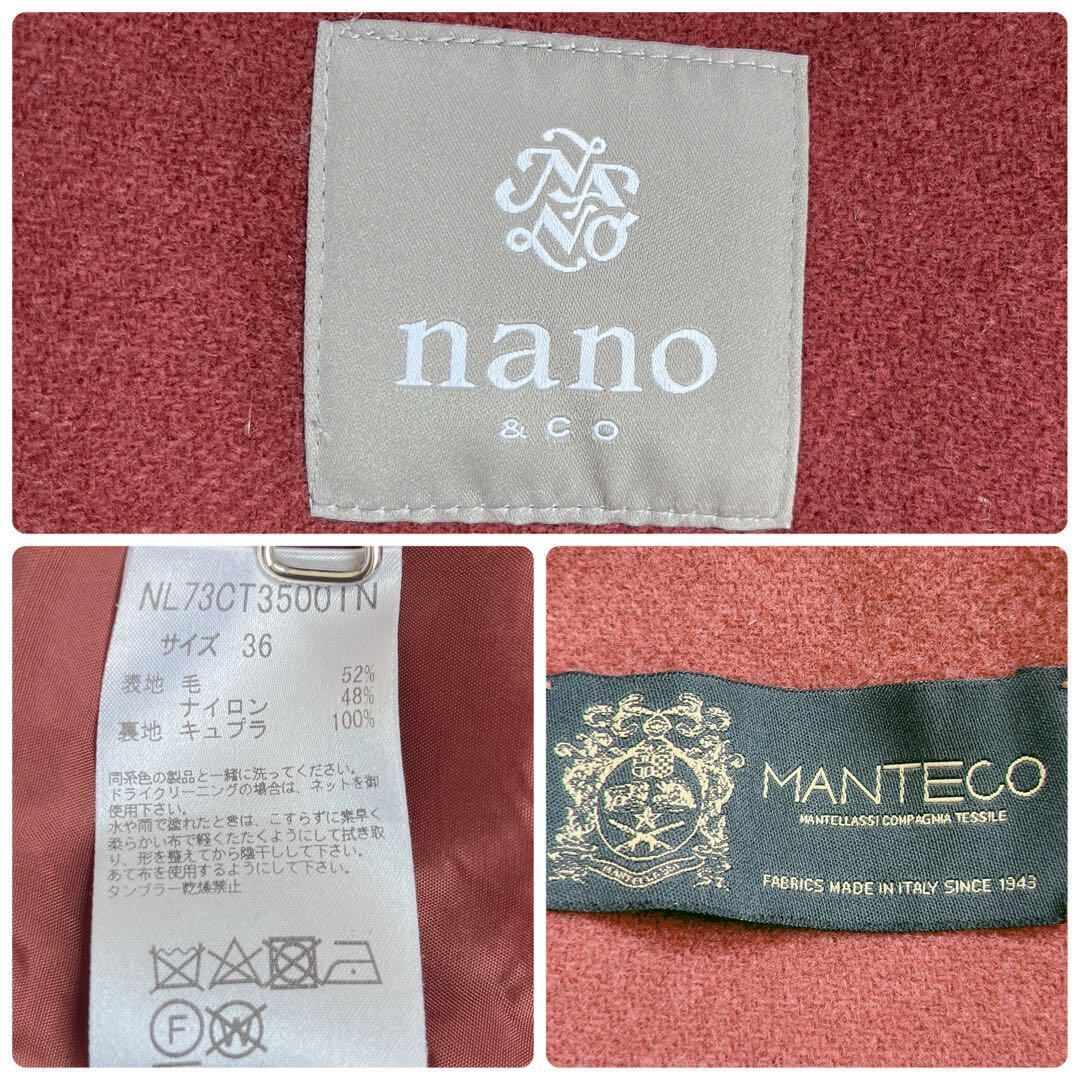 NANO
nano
& CO
NL73CT35001N
サイズ 36
表地 毛 52%
ナイロン 48%
裏地 キュプラ 100%
同系色の製品と一緒に洗ってください。
ドライクリーニングの場合は、ネットを御
使用下さい。
水や雨で塗れたときは、こすらずに素早く
柔らかい布で軽くたたくようにして拭き取
り、形を整えてから陰干しして下さい。
あて布を使用するようにして下さい。
タンブラー乾燥禁止
F W
MANTECO
MANTELLASSI COMPAGNIA TESSILE
FABRICS MADE IN ITALY SINCE 1943